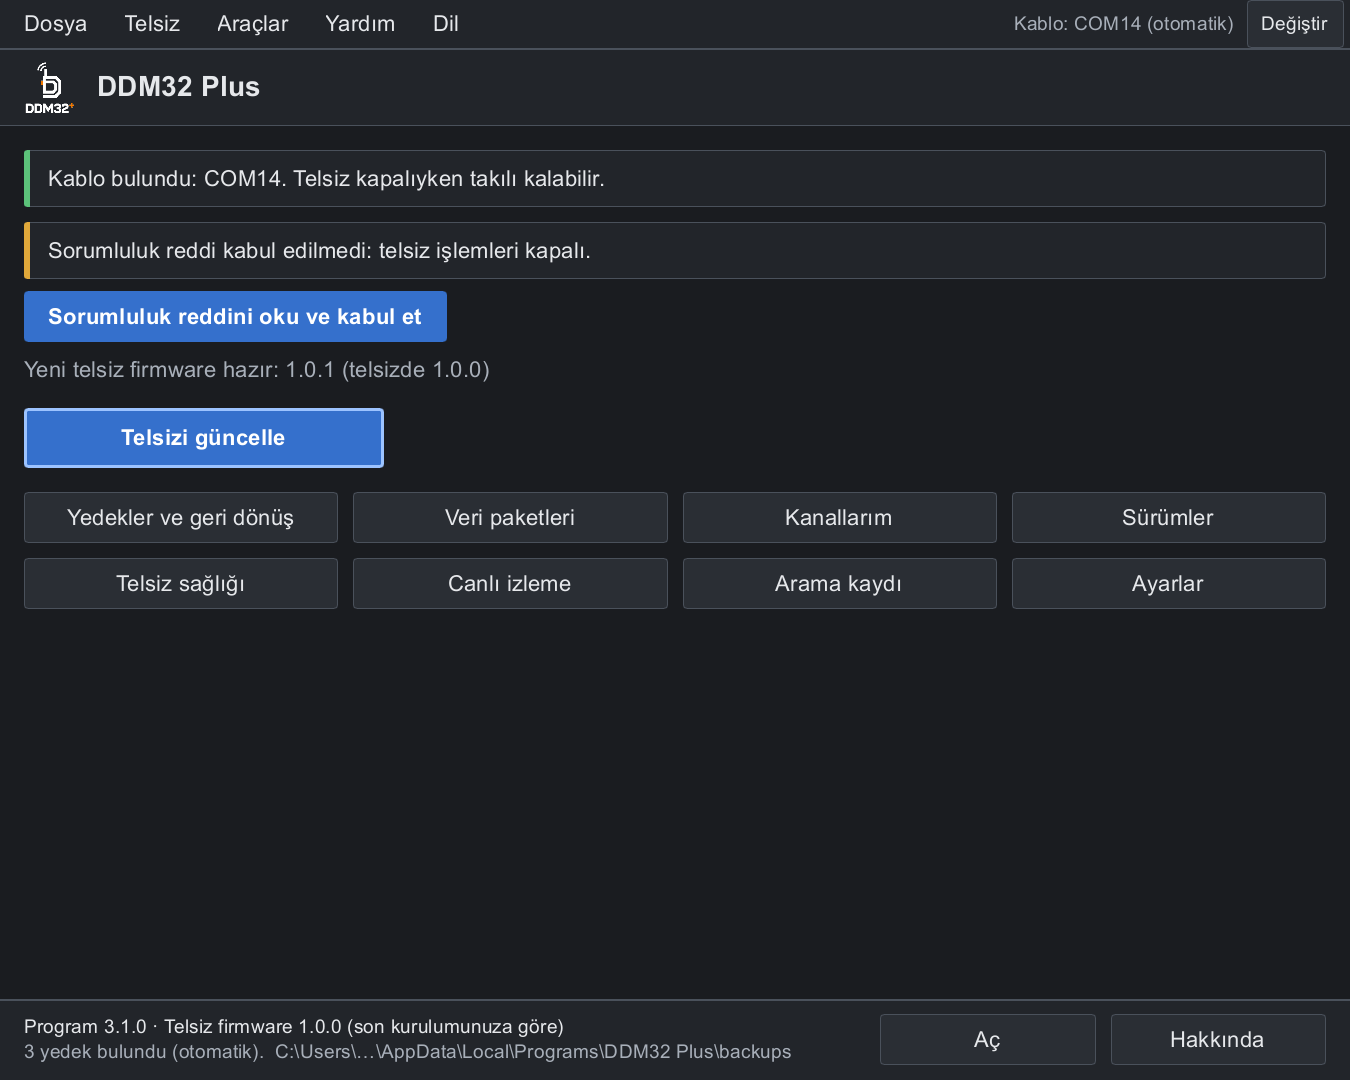 Dosya Telsiz Araçlar Yardım Dil Kablo: COM14 (otomatik) Değiştir
DDM32+ DDM32 Plus
Kablo bulundu: COM14. Telsiz kapalıyken takılı kalabilir.
Sorumluluk reddi kabul edilmedi: telsiz işlemleri kapalı.
Sorumluluk reddini oku ve kabul et
Yeni telsiz firmware hazır: 1.0.1 (telsizde 1.0.0)
Telsizi güncelle
Yedekler ve geri dönüş Veri paketleri Kanallarım Sürümler
Telsiz sağlığı Canlı izleme Arama kaydı Ayarlar
Program 3.1.0 · Telsiz firmware 1.0.0 (son kurulumunuza göre)
3 yedek bulundu (otomatik). C:\Users\…\AppData\Local\Programs\DDM32 Plus\backups
Aç Hakkında